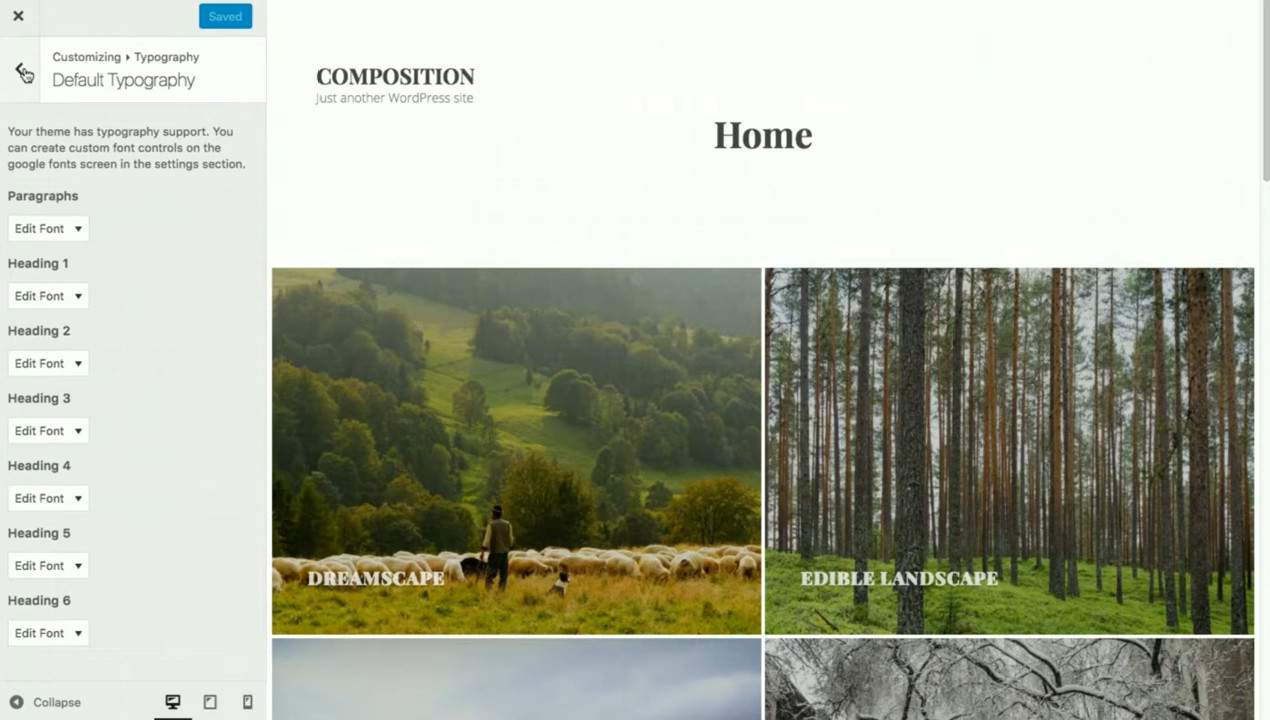 Saved
Customizing ▸ Typography
Default Typography
Your theme has typography support. You
can create custom font controls on the
google fonts screen in the settings section.
Paragraphs
Edit Font
Heading 1
Edit Font
Heading 2
Edit Font
Heading 3
Edit Font
Heading 4
Edit Font
Heading 5
Edit Font
Heading 6
Edit Font
Collapse
COMPOSITION
Just another WordPress site
Home
DREAMSCAPE
EDIBLE LANDSCAPE